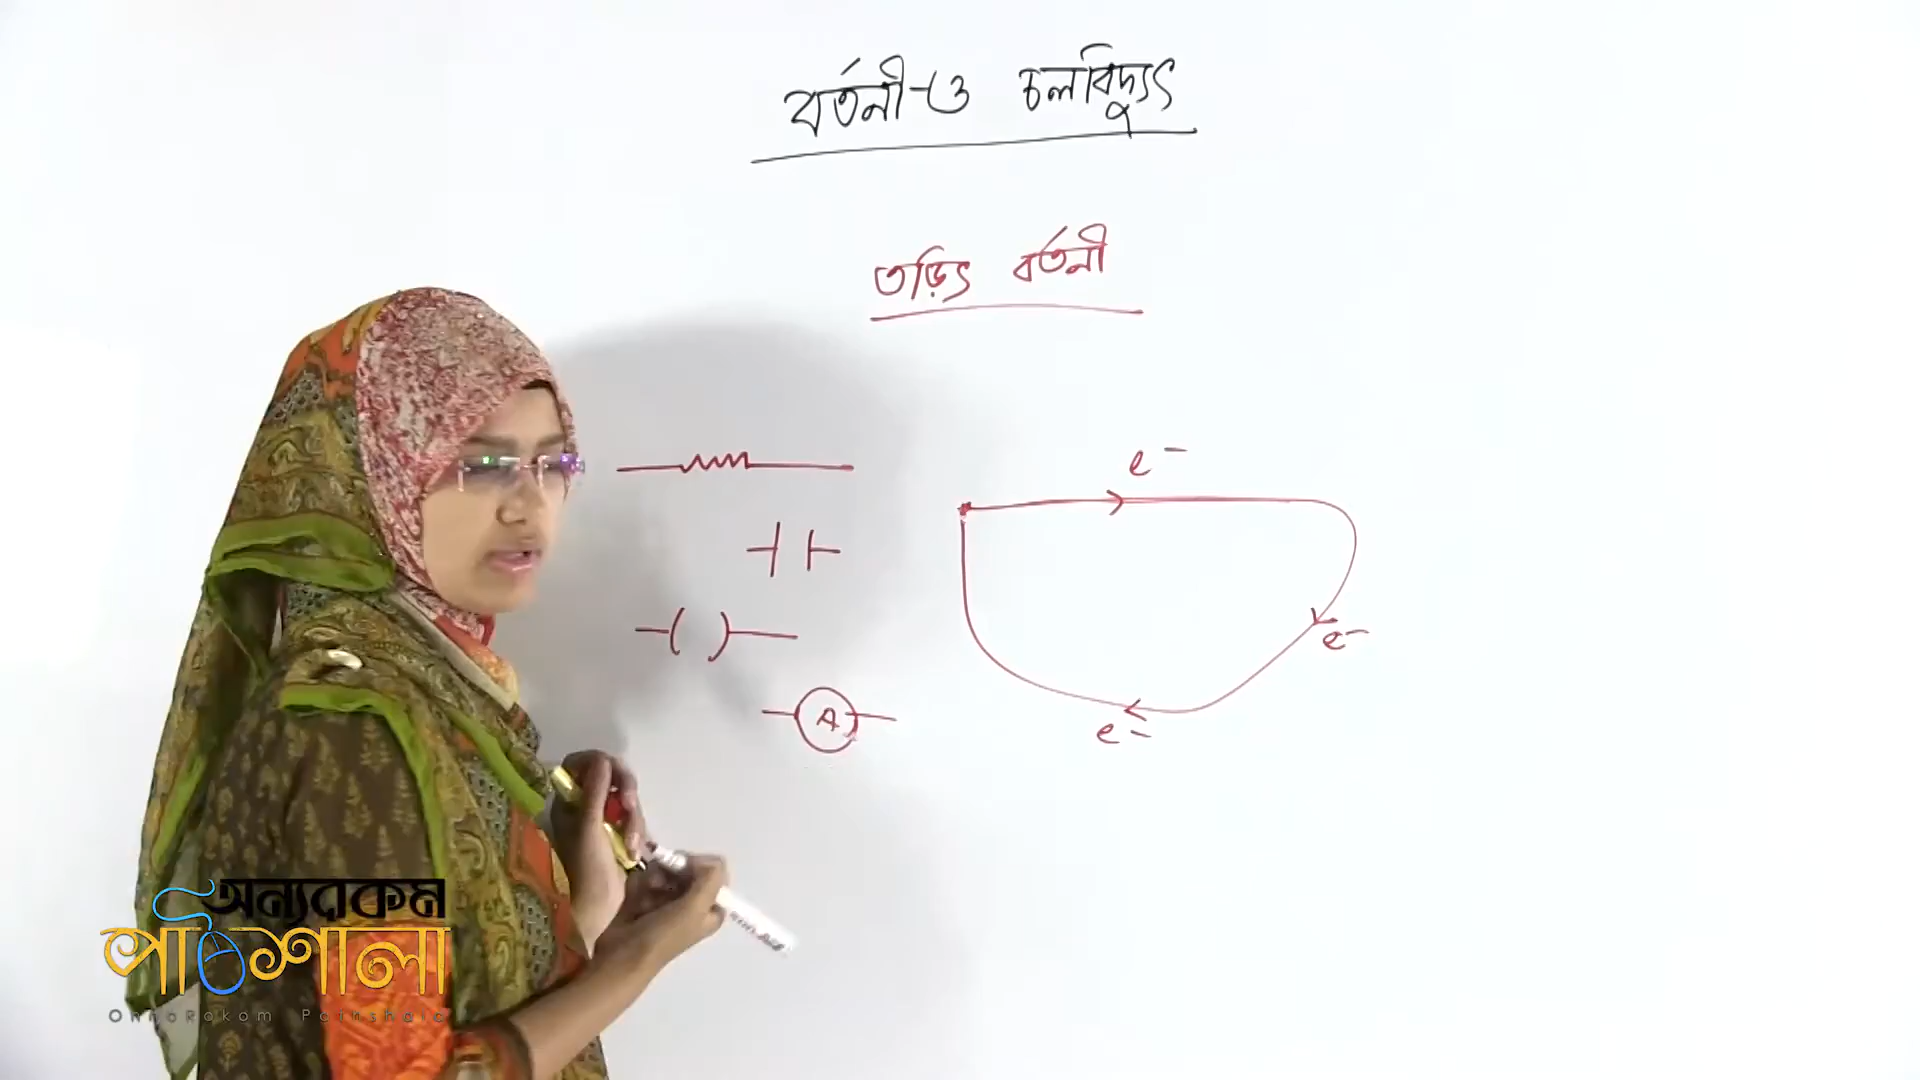 বর্তনী ও চলবিদ্যুৎ
তড়িৎ বর্তনী
e-
e-
e-
A
অন্যরকম
পাঠশালা
OnnoRokom Pathshala